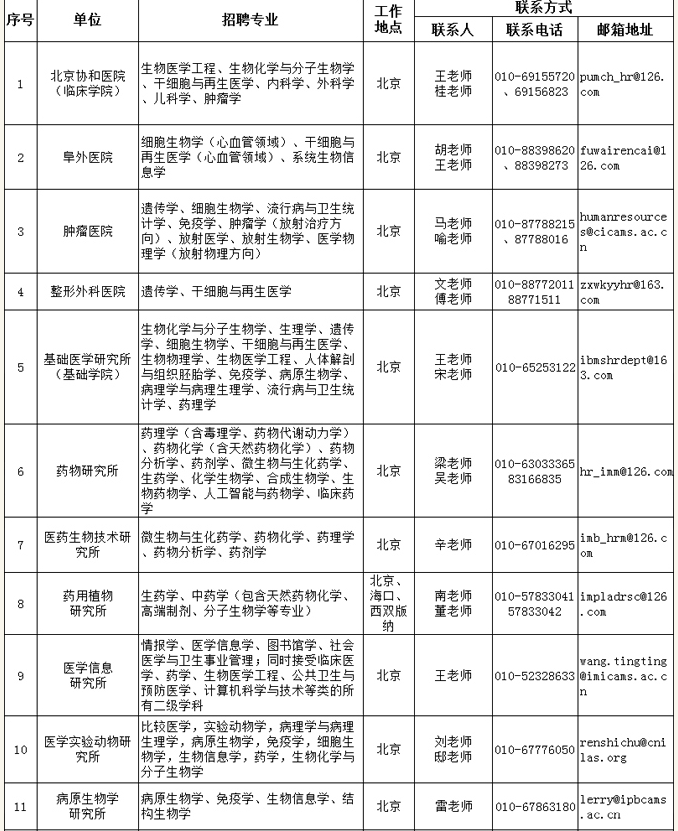 序号
单位
招聘专业
工作
地点
联系方式
联系人
联系电话
邮箱地址
1
北京协和医院
（临床学院）
生物医学工程、生物化学与分子生物学
、干细胞与再生医学、内科学、外科学
、儿科学、肿瘤学
北京
王老师
桂老师
010-69155720
、69156823
pumch_hr@126.
com
2
阜外医院
细胞生物学（心血管领域）、干细胞与
再生医学（心血管领域）、系统生物信
息学
北京
胡老师
王老师
010-88398620
、88398273
fuwairencai@1
26.com
3
肿瘤医院
遗传学、细胞生物学、流行病与卫生统
计学、免疫学、肿瘤学（放射治疗方
向）、放射医学、放射生物学、医学物
理学（放射物理方向）
北京
马老师
喻老师
010-87788215
、87788016
humanresource
s@cicams.ac.c
n
4
整形外科医院
遗传学、干细胞与再生医学
北京
文老师
傅老师
010-88772011
88771511
zxwkyyhr@163.
com
5
基础医学研究所
（基础学院）
生物化学与分子生物学、生理学、遗传
学、细胞生物学、干细胞与再生医学、
生物物理学、生物医学工程、人体解剖
与组织胚胎学、免疫学、病原生物学、
病理学与病理生理学、流行病与卫生统
计学、药理学
北京
王老师
宋老师
010-65253122
ibmshrdept@16
3.com
6
药物研究所
药理学（含毒理学、药物代谢动力学）
、药物化学（含天然药物化学）、药物
分析学、药剂学、微生物与生化药学、
生药学、化学生物学、合成生物学、生
物药物学、人工智能与药物学、临床药
学
北京
梁老师
吴老师
010-63033365
83166835
hr_imm@126.com
7
医药生物技术研
究所
微生物与生化药学、药物化学、药理学
、药物分析学、药剂学
北京
辛老师
010-67016295
imb_hrm@126.c
om
8
药用植物
研究所
生药学、中药学（包含天然药物化学、
高端制剂、分子生物学等专业）
北京、
海口、
西双版
纳
南老师
董老师
010-57833041
57833042
impladrsc@126
.com
9
医学信息
研究所
情报学、医学信息学、图书馆学、社会
医学与卫生事业管理；同时接受临床医
学、药学、生物医学工程、公共卫生与
预防医学、计算机科学与技术等类的所
有二级学科
北京
王老师
010-52328633
wang.tingting
@imicams.ac.c
n
10
医学实验动物研
究所
比较医学，实验动物学，病理学与病理
生理学，病原生物学，免疫学，细胞生
物学，生物信息学，药学，生物化学与
分子生物学
北京
刘老师
邸老师
010-67776050
renshichu@cni
las.org
11
病原生物学
研究所
病原生物学、免疫学、生物信息学、结
构生物学
北京
雷老师
010-67863180
lerry@ipbcams
.ac.cn